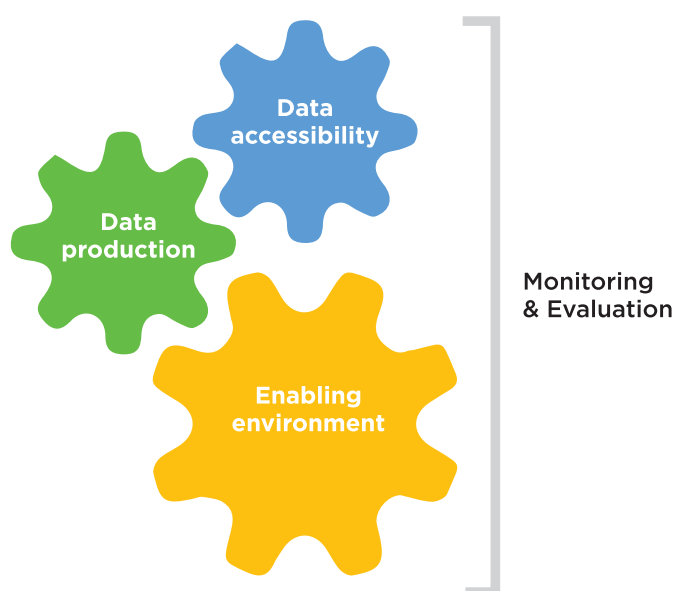 Data
accessibility
Data
production
Enabling
environment
Monitoring
& Evaluation